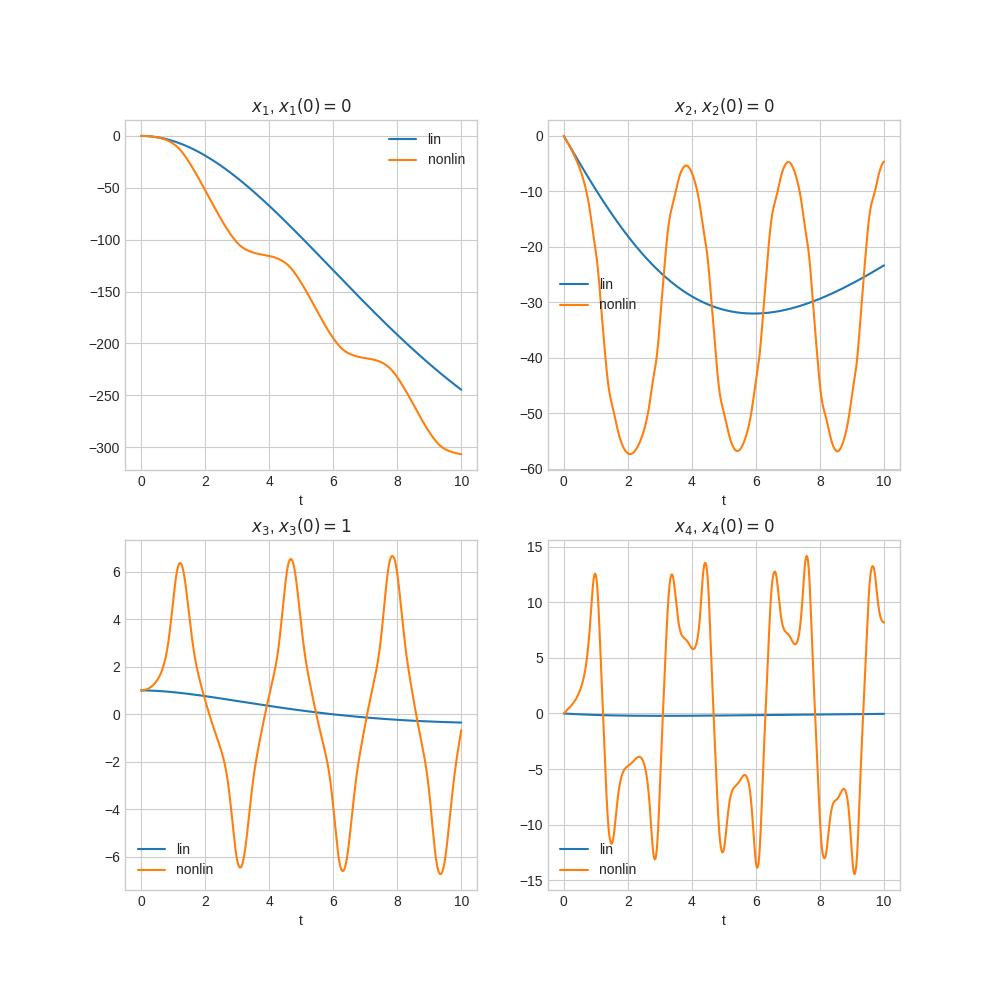 x₁, x₁(0) = 0
0
−50
−100
−150
−200
−250
−300
lin
nonlin
0 2 4 6 8 10
t
x₂, x₂(0) = 0
0
−10
−20
−30
−40
−50
−60
lin
nonlin
0 2 4 6 8 10
t
x₃, x₃(0) = 1
6
4
2
0
−2
−4
−6
lin
nonlin
0 2 4 6 8 10
t
x₄, x₄(0) = 0
15
10
5
0
−5
−10
−15
lin
nonlin
0 2 4 6 8 10
t